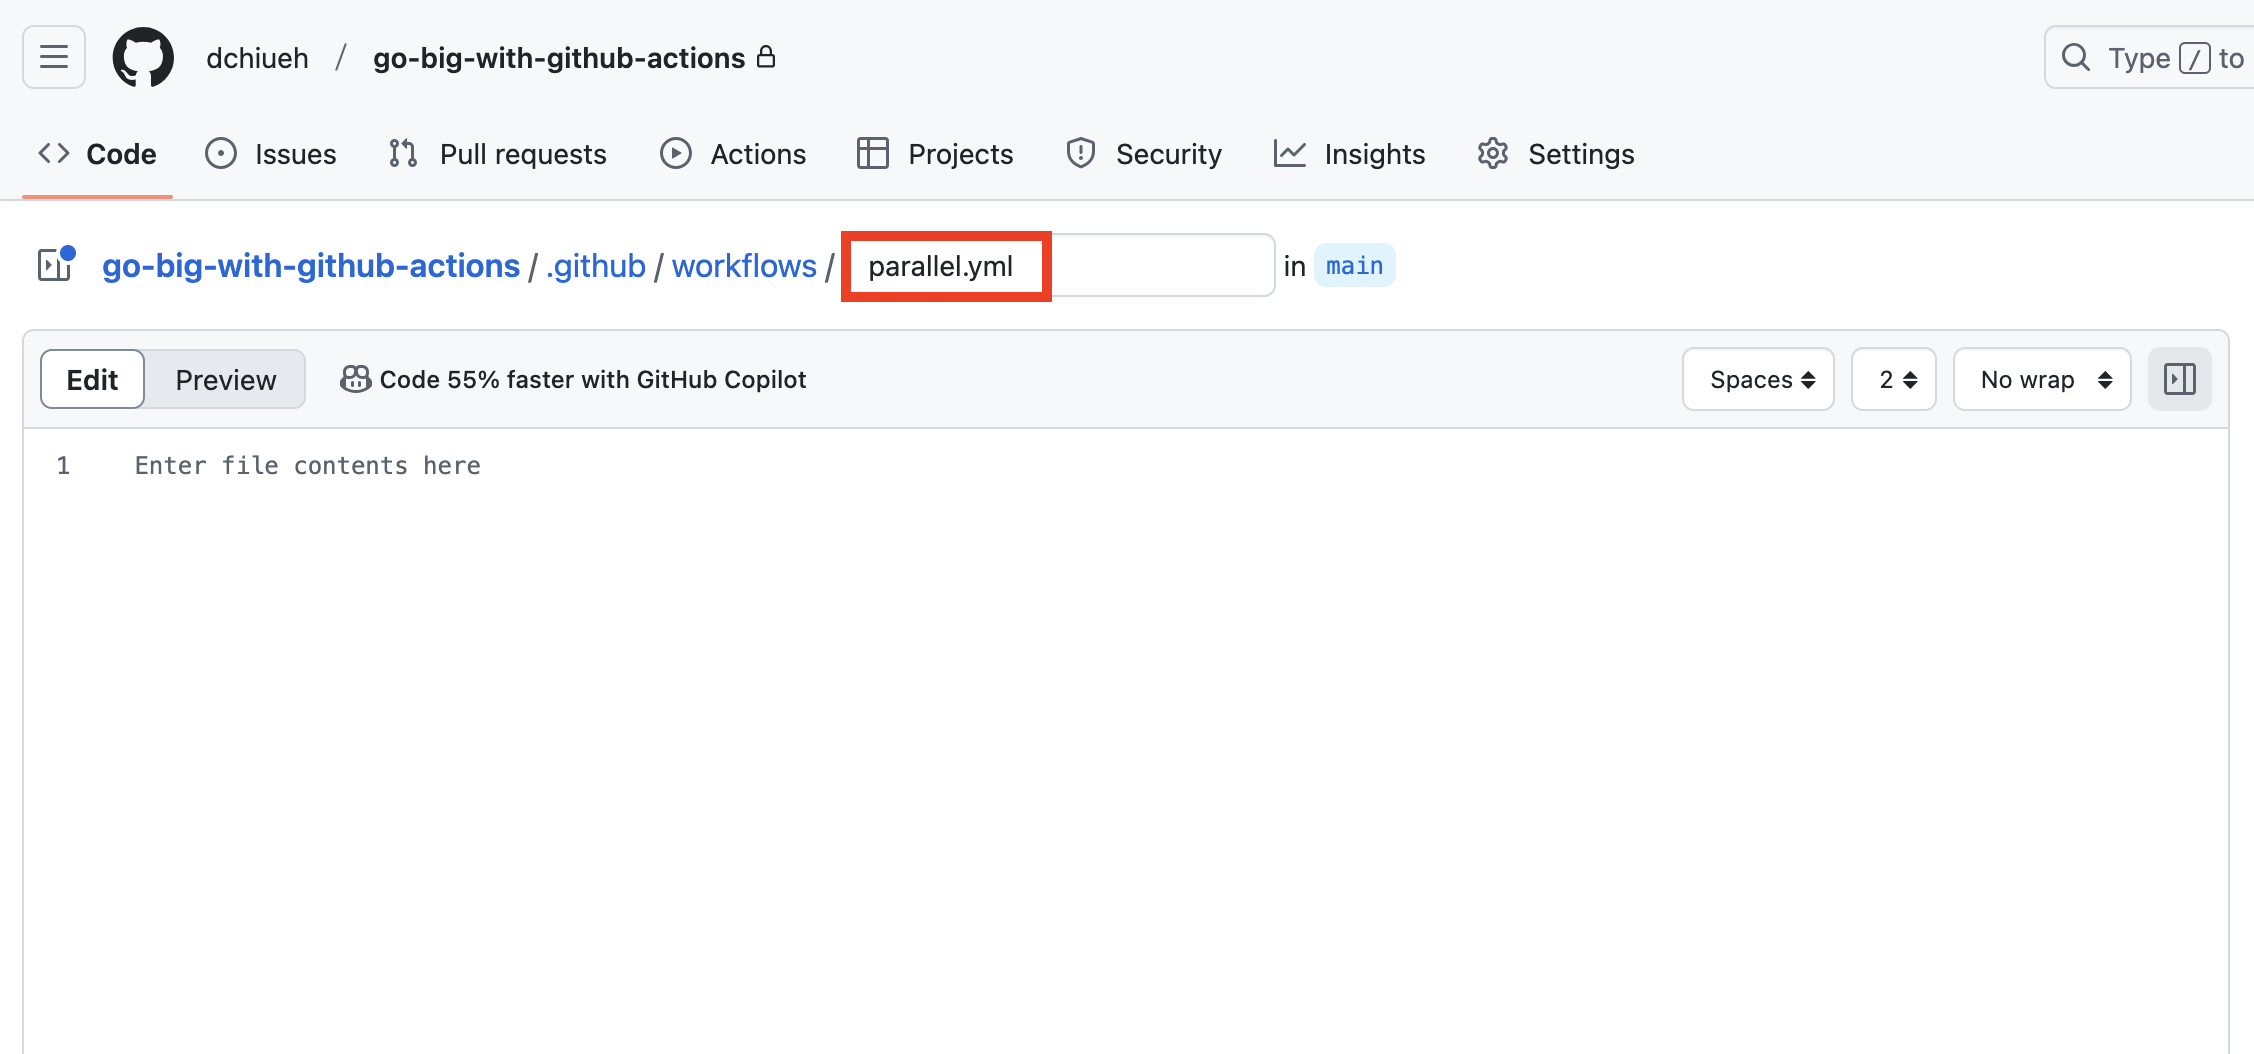 dchiueh / go-big-with-github-actions Type / to
Code Issues Pull requests Actions Projects Security Insights Settings
go-big-with-github-actions / .github / workflows / parallel.yml in main
Edit Preview Code 55% faster with GitHub Copilot Spaces 2 No wrap
1 Enter file contents here